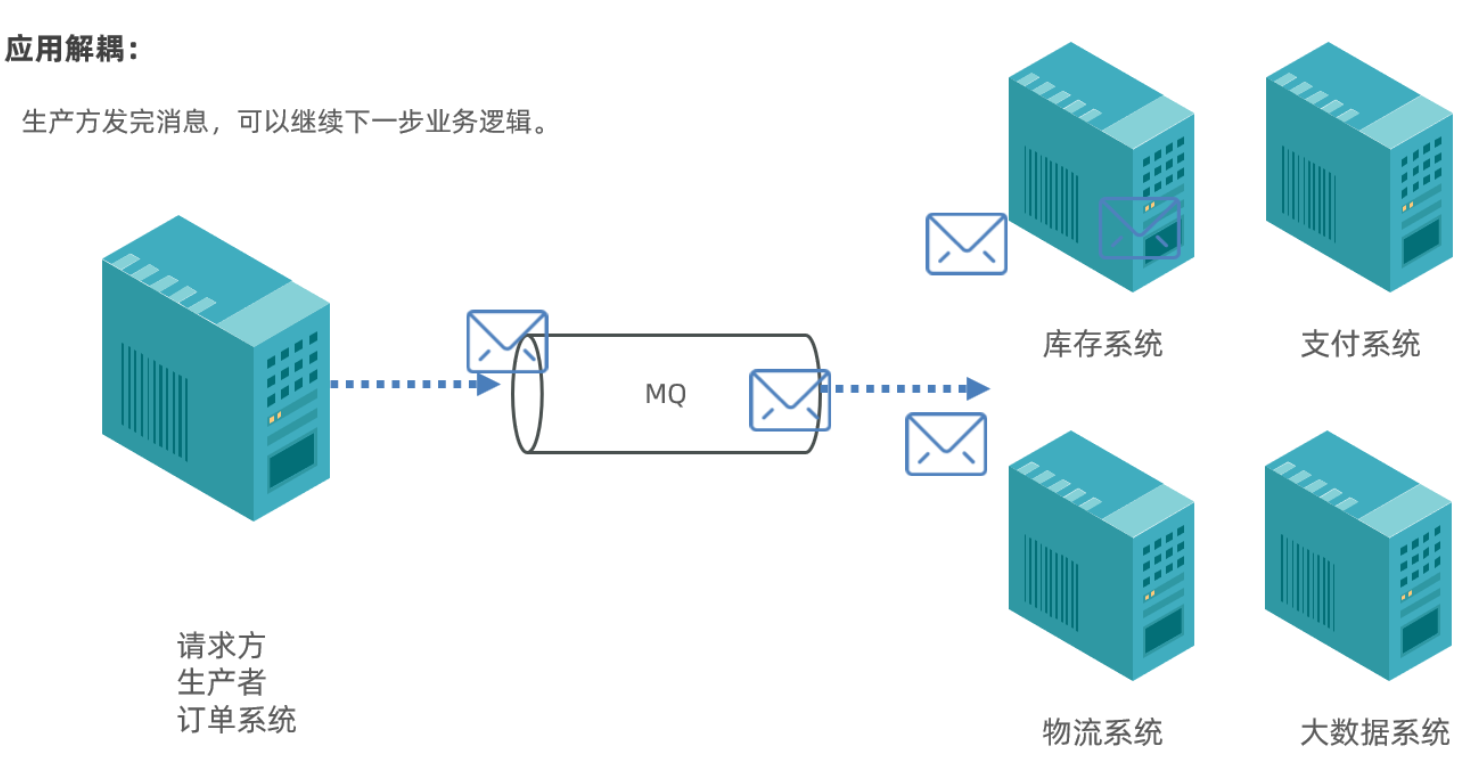 应用解耦：
生产方发完消息，可以继续下一步业务逻辑。
MQ
库存系统
支付系统
请求方
生产者
订单系统
物流系统
大数据系统